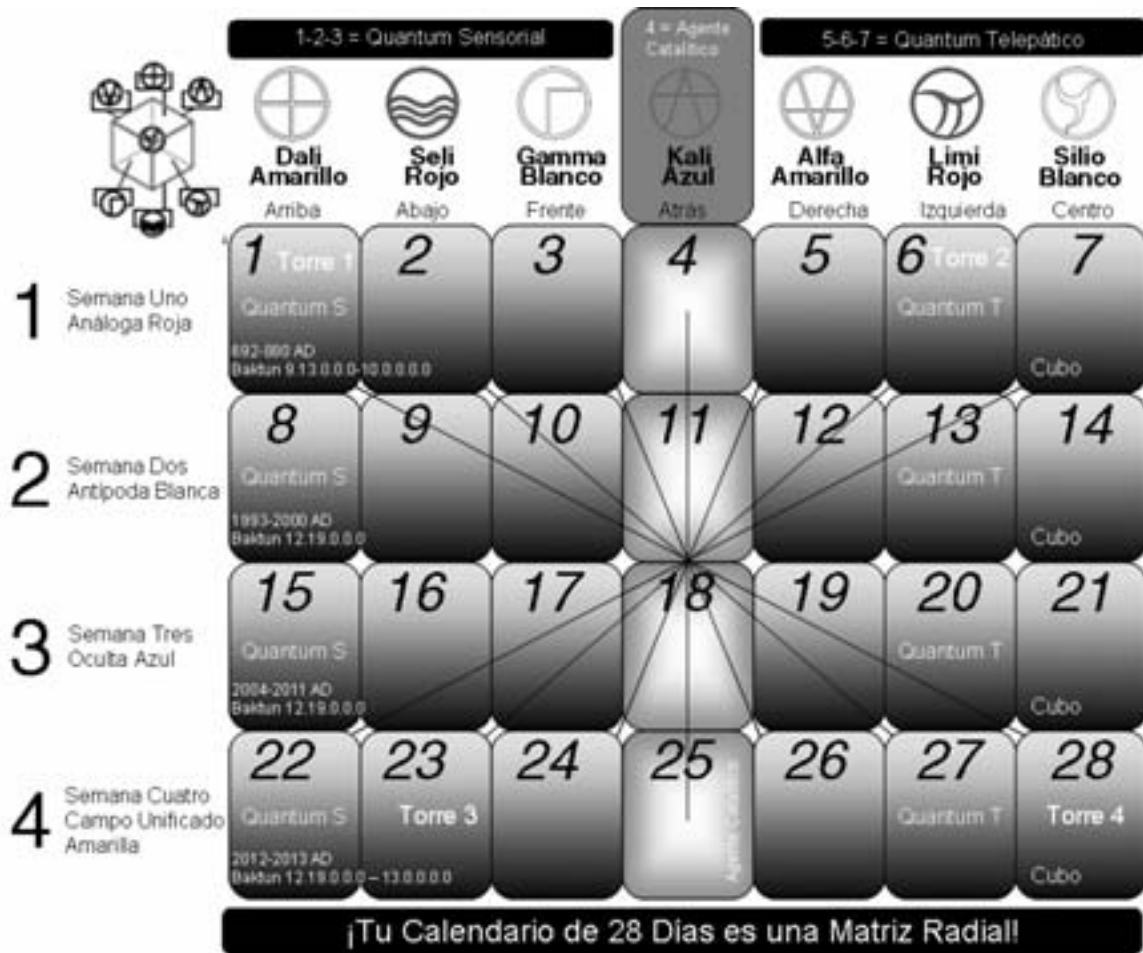 1-2-3 = Quantum Sensorial
4 = Agente
Catalítico
5-6-7 = Quantum Telepático
Dali
Amarillo
Seli
Rojo
Gamma
Blanco
Kali
Azul
Alfa
Amarillo
Limi
Rojo
Silio
Blanco
Arriba
Abajo
Frente
Atrás
Derecha
Izquierda
Centro
1
Semana Uno
Análoga Roja
1 Torre 1
Quantum S
692-880 AD
Baktun 9.13.0.0.0-10.0.0.0.0
2
3
4
5
6 Torre 2
Quantum T
7
Cubo
2
Semana Dos
Antípoda Blanca
8
Quantum S
1993-2000 AD
Baktun 12.19.0.0.0
9
10
11
12
13
Quantum T
14
Cubo
3
Semana Tres
Oculta Azul
15
Quantum S
2004-2011 AD
Baktun 12.19.0.0.0
16
17
18
19
20
Quantum T
21
Cubo
4
Semana Cuatro
Campo Unificado
Amarilla
22
Quantum S
2012-2013 AD
Baktun 12.19.0.0.0 – 13.0.0.0.0
23
Torre 3
24
25
26
27
Quantum T
28
Torre 4
Cubo
¡Tu Calendario de 28 Días es una Matriz Radial!